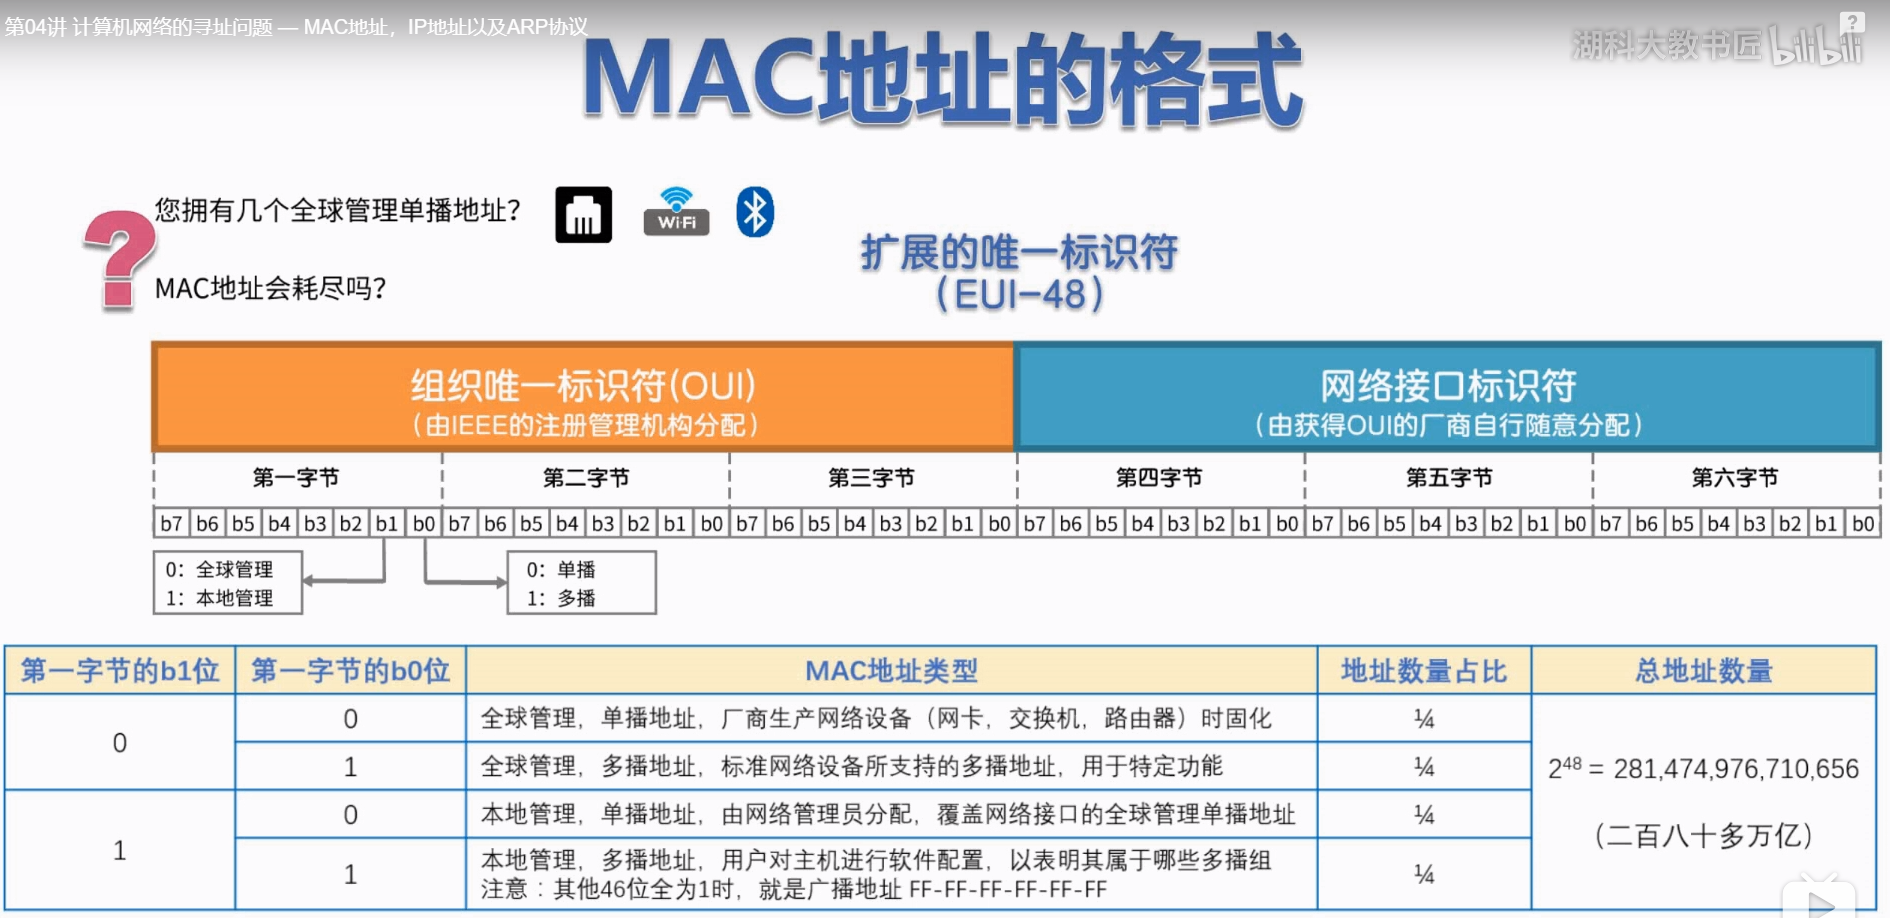 第04讲 计算机网络的寻址问题 — MAC地址，IP地址以及ARP协议
湖科大教书匠 bilibili
?
MAC地址的格式
?
您拥有几个全球管理单播地址？
WiFi
MAC地址会耗尽吗？
扩展的唯一标识符
（EUI-48）
组织唯一标识符(OUI)
（由IEEE的注册管理机构分配）
网络接口标识符
（由获得OUI的厂商自行随意分配）
第一字节 第二字节 第三字节 第四字节 第五字节 第六字节
b7 b6 b5 b4 b3 b2 b1 b0 b7 b6 b5 b4 b3 b2 b1 b0 b7 b6 b5 b4 b3 b2 b1 b0 b7 b6 b5 b4 b3 b2 b1 b0 b7 b6 b5 b4 b3 b2 b1 b0 b7 b6 b5 b4 b3 b2 b1 b0
0：全球管理
1：本地管理
0：单播
1：多播
第一字节的b1位 第一字节的b0位 MAC地址类型 地址数量占比 总地址数量
0
0 全球管理，单播地址，厂商生产网络设备（网卡，交换机，路由器）时固化 ¼
1 全球管理，多播地址，标准网络设备所支持的多播地址，用于特定功能 ¼
1
0 本地管理，单播地址，由网络管理员分配，覆盖网络接口的全球管理单播地址 ¼
1 本地管理，多播地址，用户对主机进行软件配置，以表明其属于哪些多播组
注意：其他46位全为1时，就是广播地址 FF-FF-FF-FF-FF-FF ¼
2⁴⁸ = 281,474,976,710,656
（二百八十多万亿）